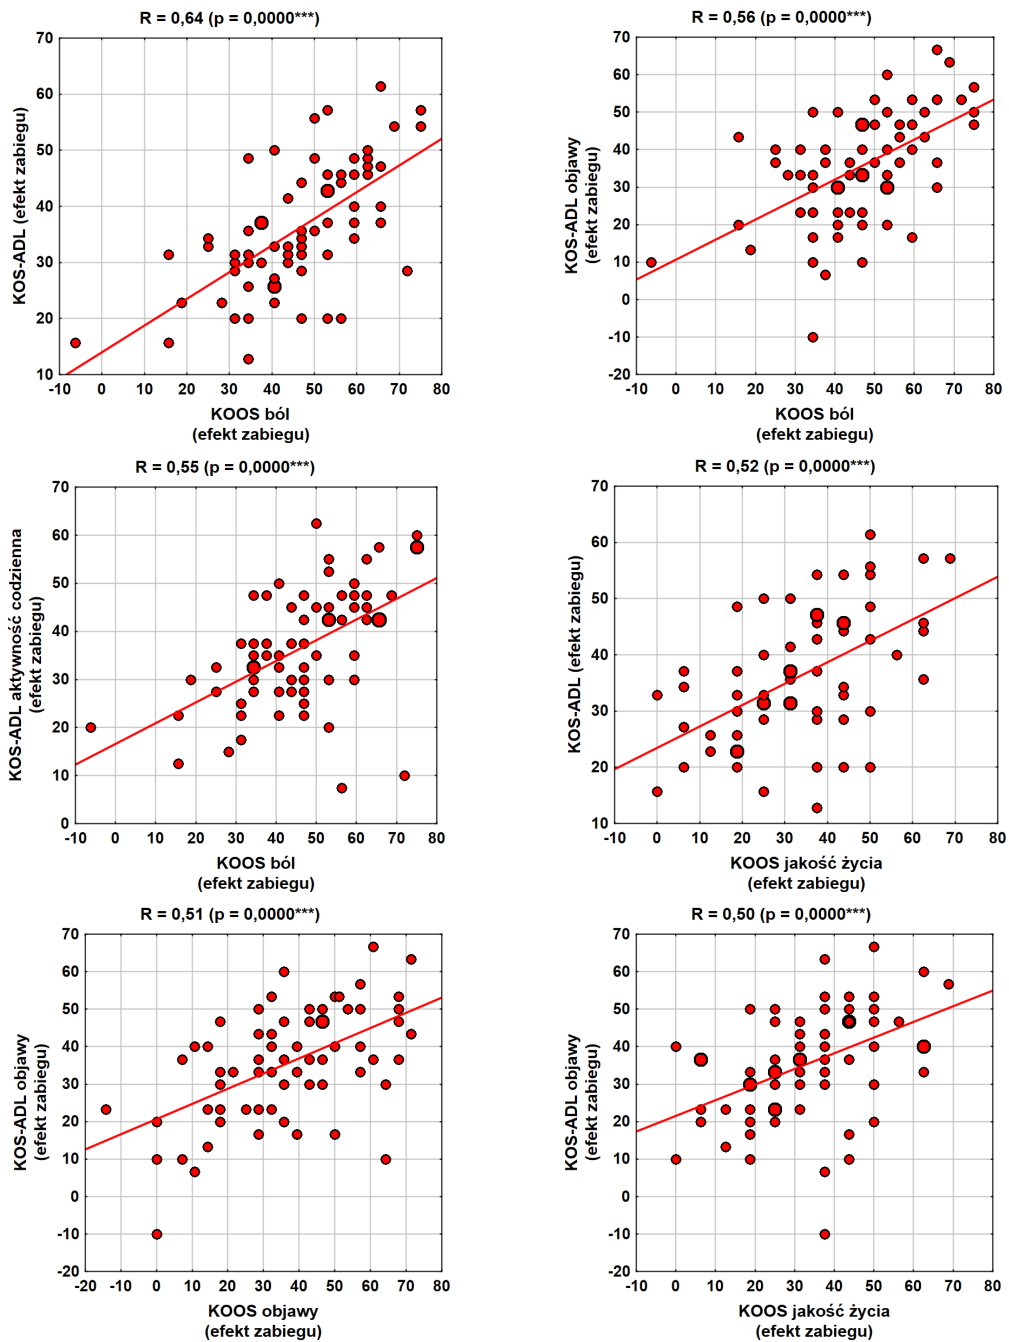 R = 0,64 (p = 0,0000***)
70
60
50
40
30
20
10
-10 0 10 20 30 40 50 60 70 80
KOS-ADL (efekt zabiegu)
KOOS ból
(efekt zabiegu)
R = 0,56 (p = 0,0000***)
70
60
50
40
30
20
10
0
-10
-20
-10 0 10 20 30 40 50 60 70 80
KOS-ADL objawy
(efekt zabiegu)
KOOS ból
(efekt zabiegu)
R = 0,55 (p = 0,0000***)
70
60
50
40
30
20
10
0
-10 0 10 20 30 40 50 60 70 80
KOS-ADL aktywność codzienna
(efekt zabiegu)
KOOS ból
(efekt zabiegu)
R = 0,52 (p = 0,0000***)
70
60
50
40
30
20
10
-10 0 10 20 30 40 50 60 70 80
KOS-ADL (efekt zabiegu)
KOOS jakość życia
(efekt zabiegu)
R = 0,51 (p = 0,0000***)
70
60
50
40
30
20
10
0
-10
-20
-20 -10 0 10 20 30 40 50 60 70 80
KOS-ADL objawy
(efekt zabiegu)
KOOS objawy
(efekt zabiegu)
R = 0,50 (p = 0,0000***)
70
60
50
40
30
20
10
0
-10
-20
-10 0 10 20 30 40 50 60 70 80
KOS-ADL objawy
(efekt zabiegu)
KOOS jakość życia
(efekt zabiegu)